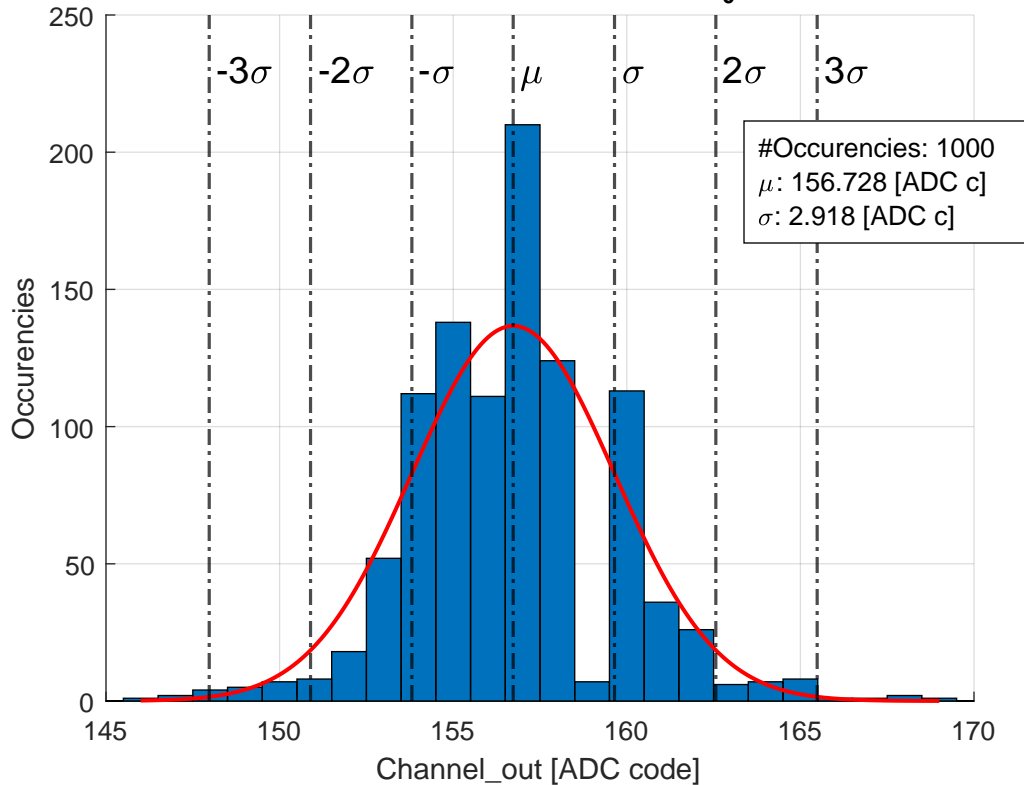 250
200
150
100
50
0
-3σ
-2σ
-σ
μ
σ
2σ
3σ
#Occurencies: 1000
μ: 156.728 [ADC c]
σ: 2.918 [ADC c]
Occurencies
145
150
155
160
165
170
Channel_out [ADC code]